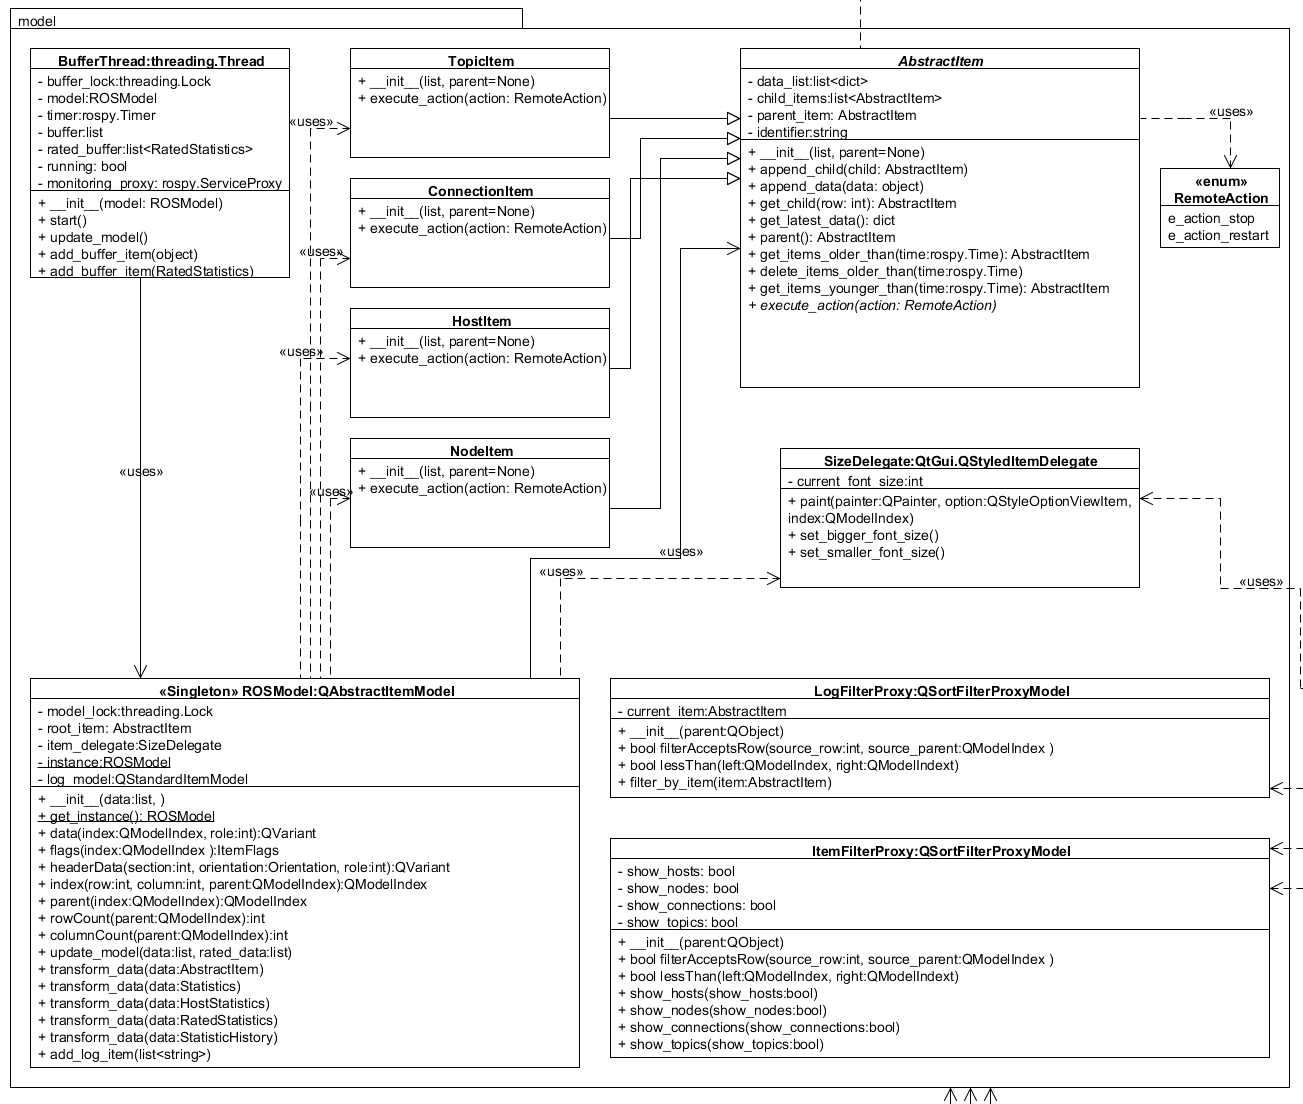 model
BufferThread:threading.Thread
- buffer_lock:threading.Lock
- model:ROSModel
- timer:rospy.Timer
- buffer:list
- rated_buffer:list<RatedStatistics>
- running: bool
- monitoring_proxy: rospy.ServiceProxy
+ __init__(model: ROSModel)
+ start()
+ update_model()
+ add_buffer_item(object)
+ add_buffer_item(RatedStatistics)
«uses»
TopicItem
+ __init__(list, parent=None)
+ execute_action(action: RemoteAction)
«uses»
ConnectionItem
+ __init__(list, parent=None)
+ execute_action(action: RemoteAction)
«uses»
HostItem
+ __init__(list, parent=None)
+ execute_action(action: RemoteAction)
«uses»
NodeItem
+ __init__(list, parent=None)
+ execute_action(action: RemoteAction)
«uses»
AbstractItem
- data_list:list<dict>
- child_items:list<AbstractItem>
- parent_item: AbstractItem
- identifier:string
+ __init__(list, parent=None)
+ append_child(child: AbstractItem)
+ append_data(data: object)
+ get_child(row: int): AbstractItem
+ get_latest_data(): dict
+ parent(): AbstractItem
+ get_items_older_than(time:rospy.Time): AbstractItem
+ delete_items_older_than(time:rospy.Time)
+ get_items_younger_than(time:rospy.Time): AbstractItem
+ execute_action(action: RemoteAction)
«uses»
«enum»
RemoteAction
e_action_stop
e_action_restart
SizeDelegate:QtGui.QStyledItemDelegate
- current_font_size:int
+ paint(painter:QPainter, option:QStyleOptionViewItem,
index:QModelIndex)
+ set_bigger_font_size()
+ set_smaller_font_size()
«uses»
«uses»
«uses»
«uses»
«Singleton» ROSModel:QAbstractItemModel
- model_lock:threading.Lock
- root_item: AbstractItem
- item_delegate:SizeDelegate
- instance:ROSModel
- log_model:QStandardItemModel
+ __init__(data:list, )
+ get_instance(): ROSModel
+ data(index:QModelIndex, role:int):QVariant
+ flags(index:QModelIndex ):ItemFlags
+ headerData(section:int, orientation:Orientation, role:int):QVariant
+ index(row:int, column:int, parent:QModelIndex):QModelIndex
+ parent(index:QModelIndex):QModelIndex
+ rowCount(parent:QModelIndex):int
+ columnCount(parent:QModelIndex):int
+ update_model(data:list, rated_data:list)
+ transform_data(data:AbstractItem)
+ transform_data(data:Statistics)
+ transform_data(data:HostStatistics)
+ transform_data(data:RatedStatistics)
+ transform_data(data:StatisticHistory)
+ add_log_item(list<string>)
LogFilterProxy:QSortFilterProxyModel
- current_item:AbstractItem
+ __init__(parent:QObject)
+ bool filterAcceptsRow(source_row:int, source_parent:QModelIndex )
+ bool lessThan(left:QModelIndex, right:QModelIndext)
+ filter_by_item(item:AbstractItem)
ItemFilterProxy:QSortFilterProxyModel
- show_hosts: bool
- show_nodes: bool
- show_connections: bool
- show_topics: bool
+ __init__(parent:QObject)
+ bool filterAcceptsRow(source_row:int, source_parent:QModelIndex )
+ bool lessThan(left:QModelIndex, right:QModelIndext)
+ show_hosts(show_hosts:bool)
+ show_nodes(show_nodes:bool)
+ show_connections(show_connections:bool)
+ show_topics(show_topics:bool)